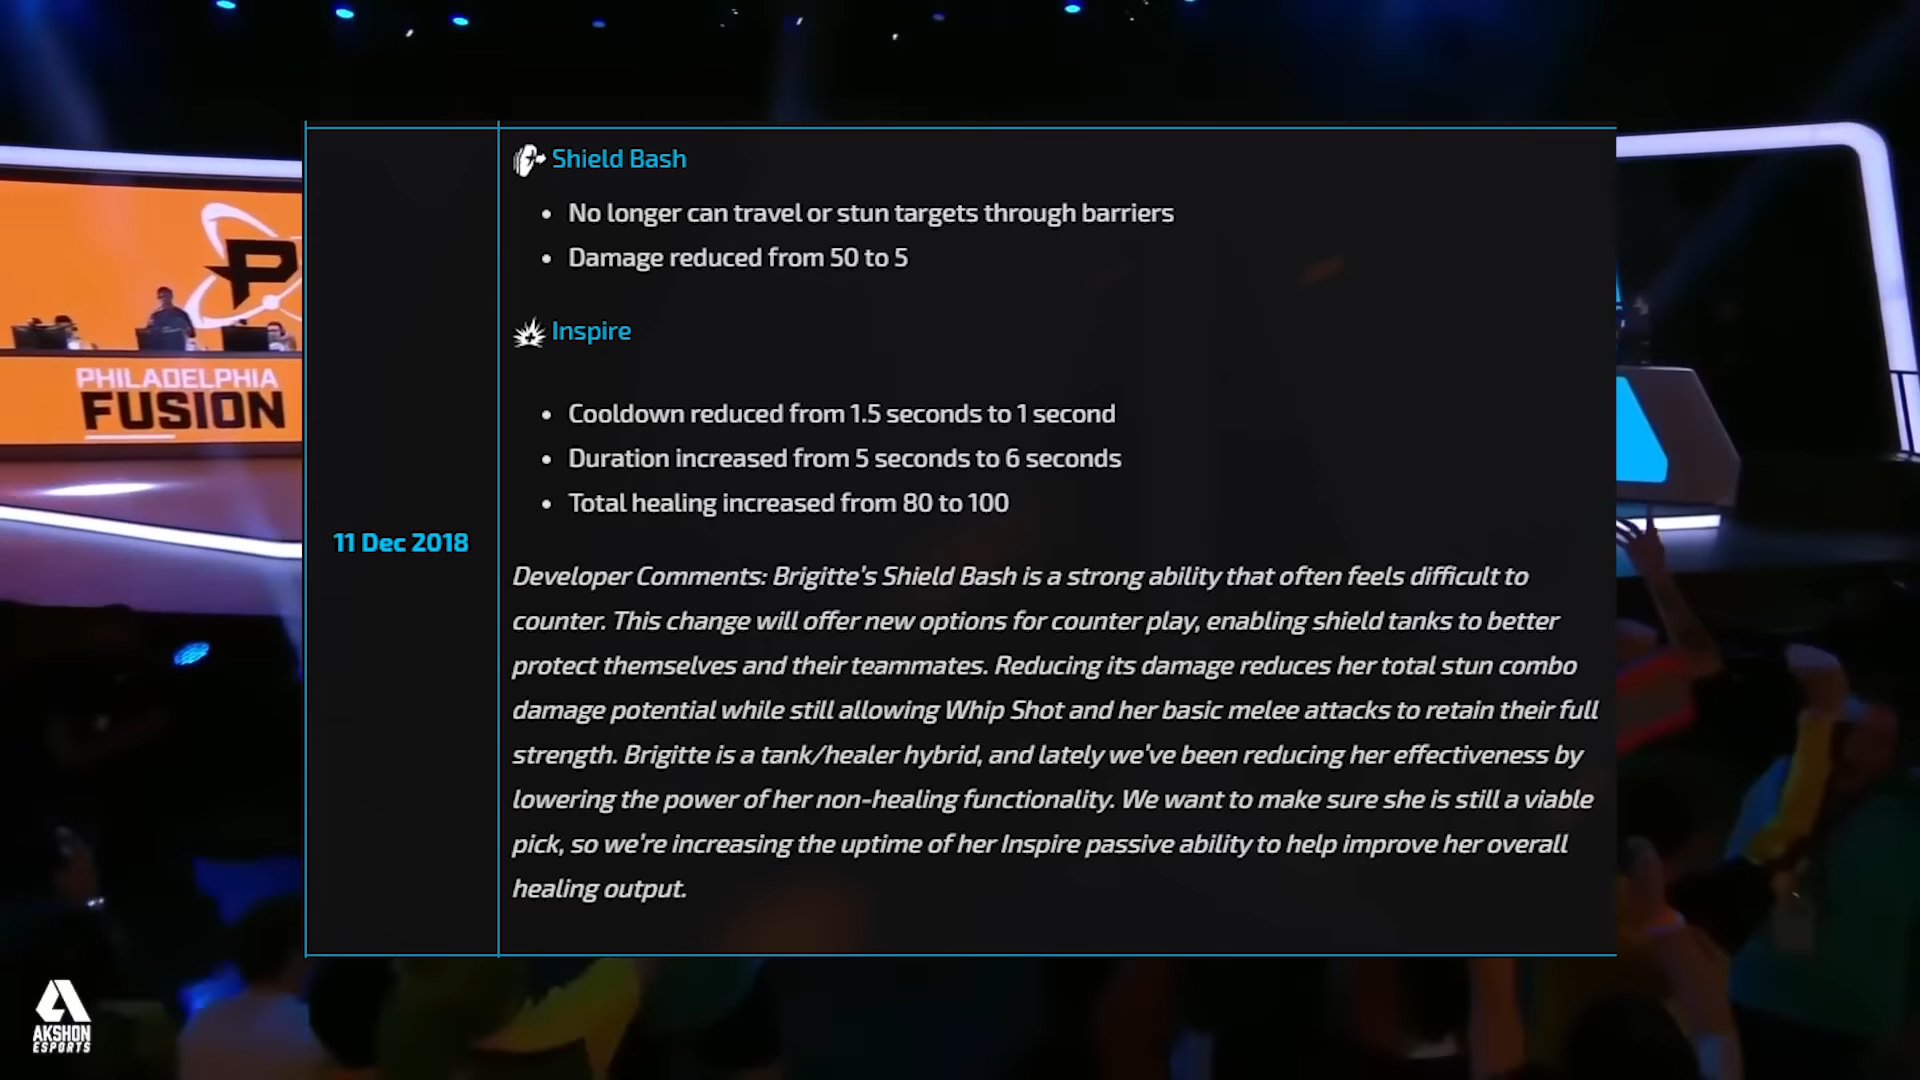 Shield Bash
• No longer can travel or stun targets through barriers
• Damage reduced from 50 to 5
Inspire
• Cooldown reduced from 1.5 seconds to 1 second
• Duration increased from 5 seconds to 6 seconds
• Total healing increased from 80 to 100
11 Dec 2018
Developer Comments: Brigitte's Shield Bash is a strong ability that often feels difficult to
counter. This change will offer new options for counter play, enabling shield tanks to better
protect themselves and their teammates. Reducing its damage reduces her total stun combo
damage potential while still allowing Whip Shot and her basic melee attacks to retain their full
strength. Brigitte is a tank/healer hybrid, and lately we've been reducing her effectiveness by
lowering the power of her non-healing functionality. We want to make sure she is still a viable
pick, so we're increasing the uptime of her Inspire passive ability to help improve her overall
healing output.
P
PHILADELPHIA
FUSION
AKSHON
ESPORTS